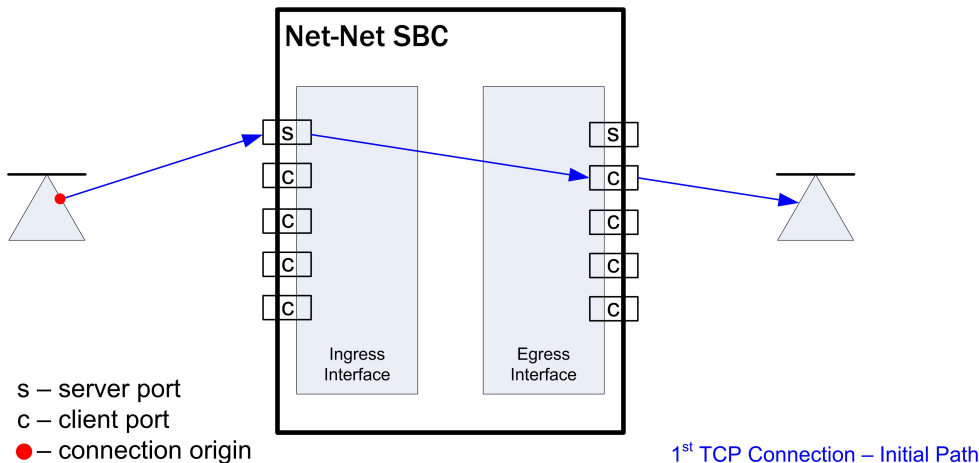 Net-Net SBC
s
c
c
c
c
s
c
c
c
c
Ingress
Interface
Egress
Interface
s – server port
c – client port
– connection origin
1st TCP Connection – Initial Path